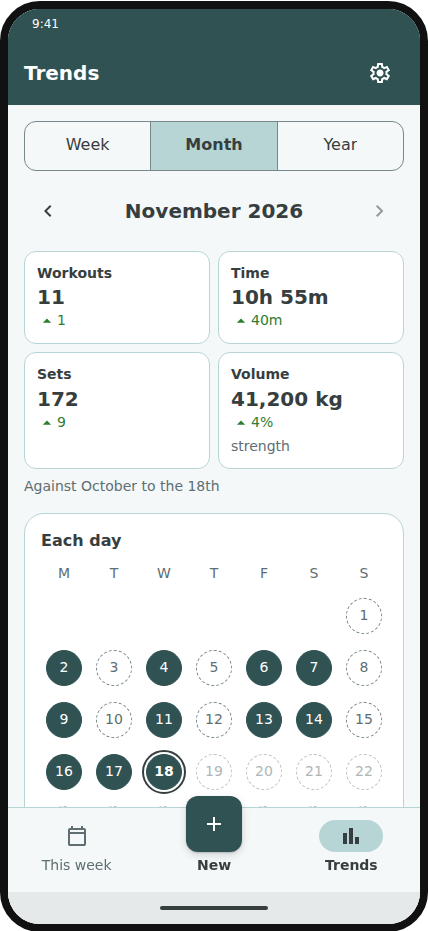 9:41
Trends
Week Month Year
November 2026
Workouts Time
11 10h 55m
1 40m
Sets Volume
172 41,200 kg
9 4%
strength
Against October to the 18th
Each day
M T W T F S S
1
2 3 4 5 6 7 8
9 10 11 12 13 14 15
16 17 18 19 20 21 22
This week New Trends